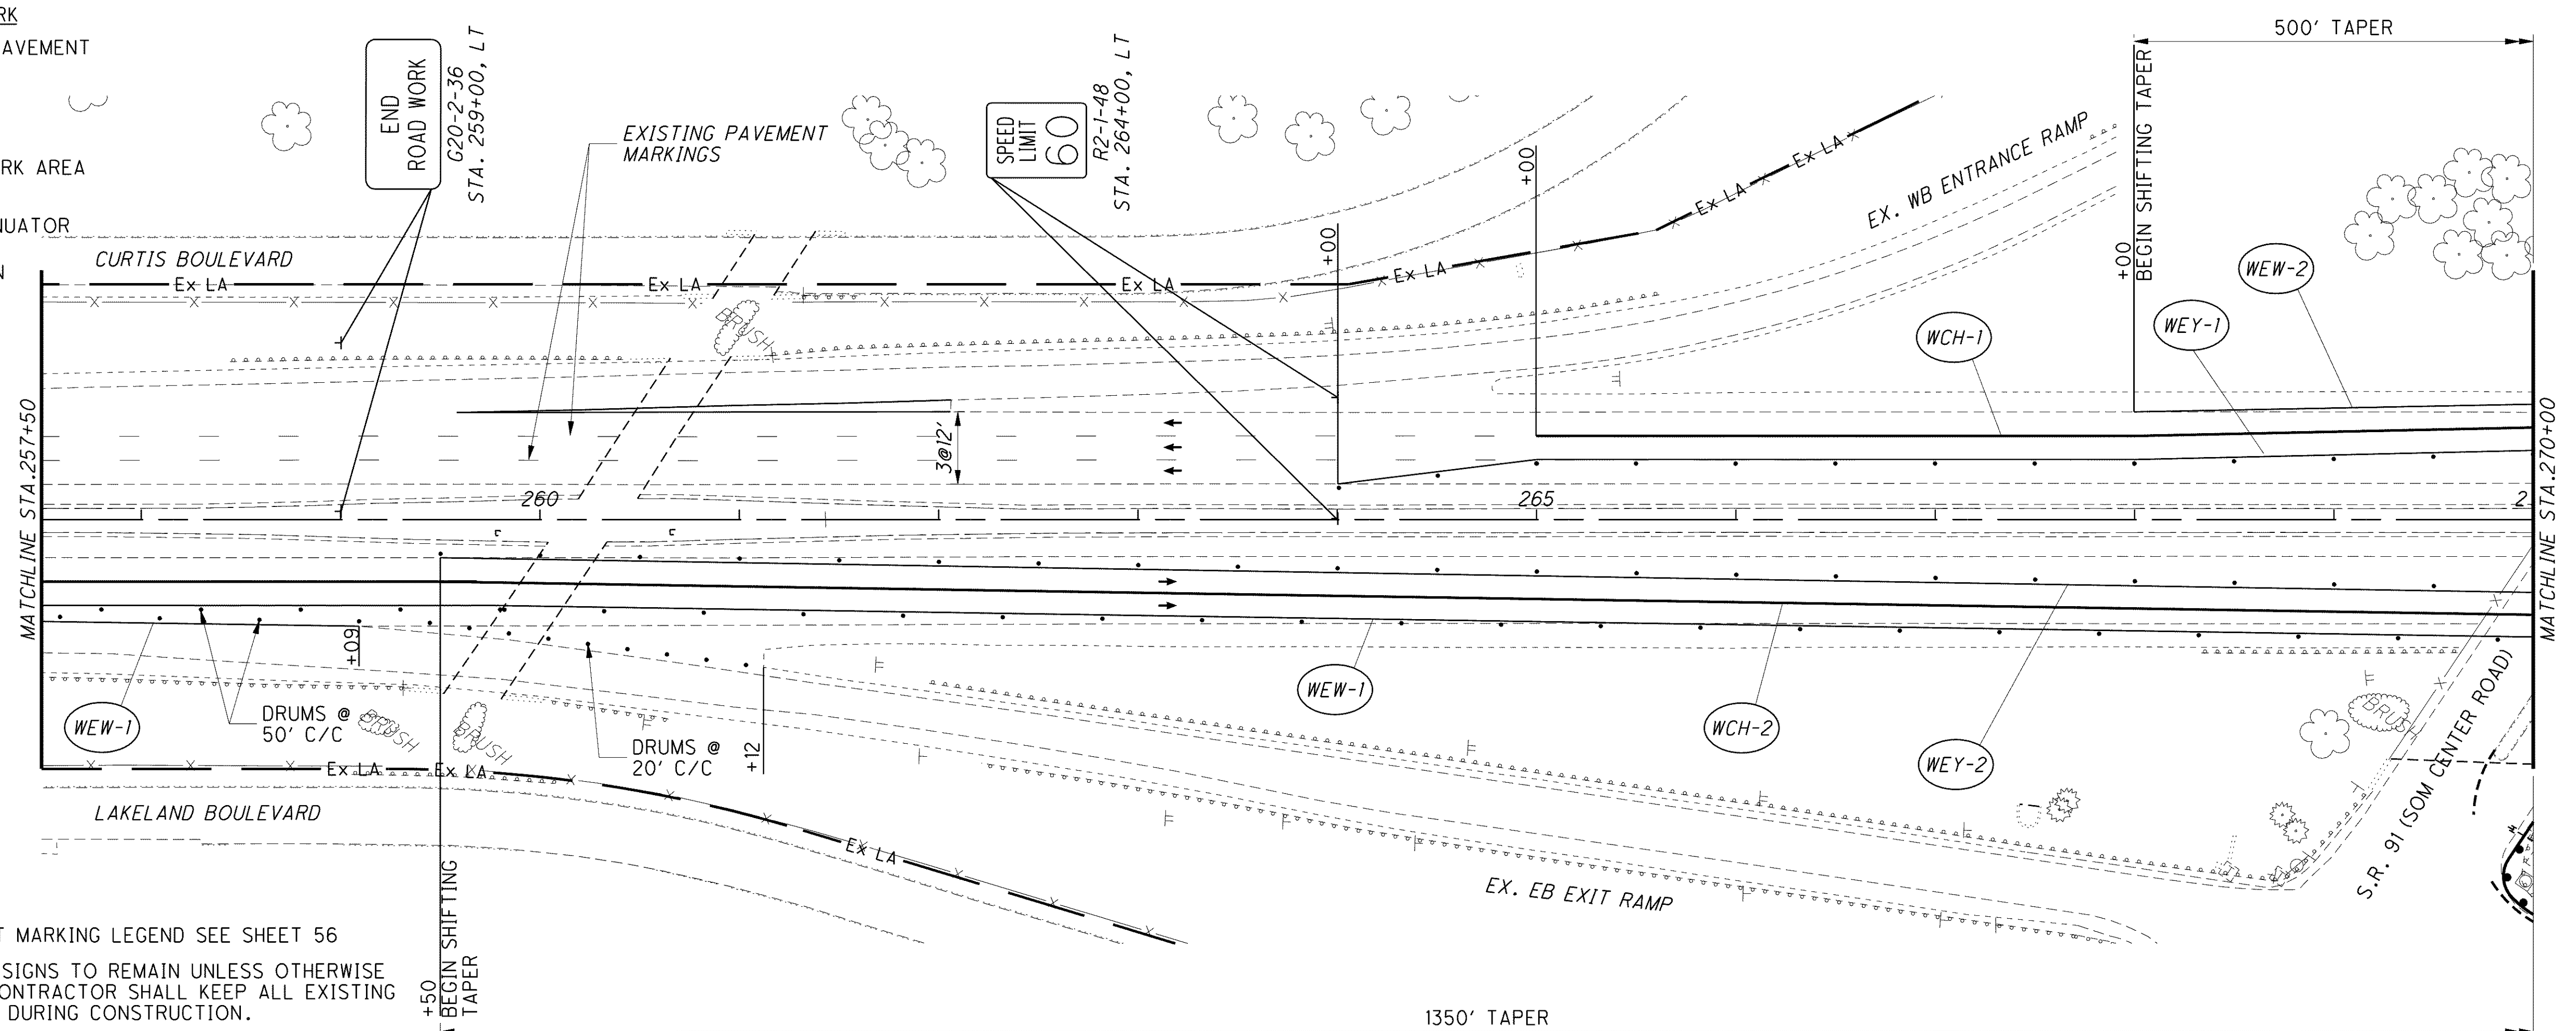 RK
AVEMENT
RK AREA
NUATOR
N
END
ROAD WORK
G20-2-36
STA. 259+00, LT
EXISTING PAVEMENT
MARKINGS
SPEED
LIMIT
60
R2-1-48
STA. 264+00, LT
500' TAPER
BEGIN SHIFTING TAPER
+00
+00
+00
EX. WB ENTRANCE RAMP
CURTIS BOULEVARD
Ex LA
Ex LA
Ex LA
Ex LA
Ex LA
Ex LA
BRUSH
WCH-1
WEY-1
WEW-2
MATCHLINE STA.257+50
3@12'
260
265
2
MATCHLINE STA.270+00
+09
WEW-1
DRUMS @
50' C/C
BRUSH
BRUSH
DRUMS @
20' C/C
+12
WEW-1
WCH-2
WEY-2
BRUS
S.R. 91 (SOM CENTER ROAD)
Ex LA
Ex LA
Ex LA
LAKELAND BOULEVARD
EX. EB EXIT RAMP
+50
BEGIN SHIFTING
TAPER
T MARKING LEGEND SEE SHEET 56
SIGNS TO REMAIN UNLESS OTHERWISE
ONTRACTOR SHALL KEEP ALL EXISTING
DURING CONSTRUCTION.
1350' TAPER